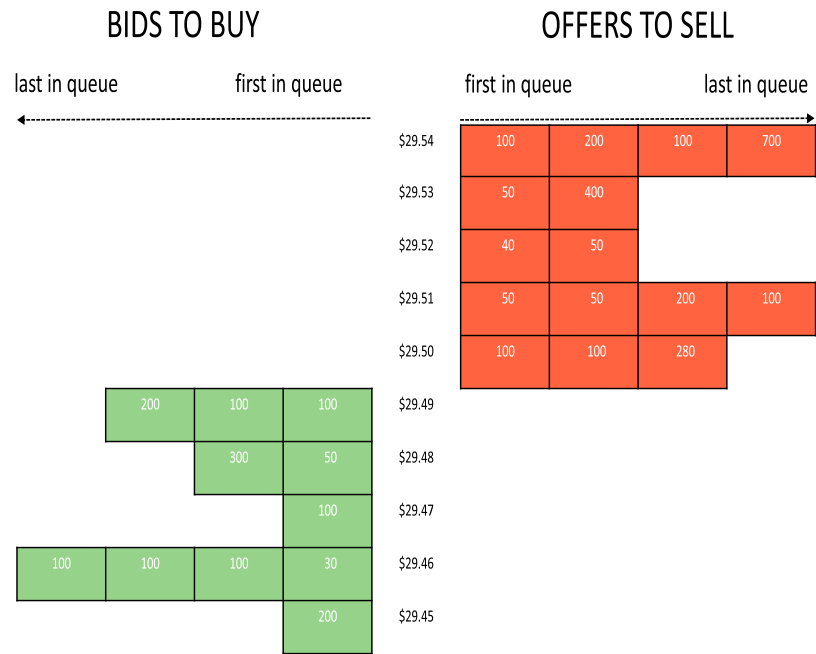 BIDS TO BUY OFFERS TO SELL
last in queue first in queue first in queue last in queue
$29.54 100 200 100 700
$29.53 50 400
$29.52 40 50
$29.51 50 50 200 100
$29.50 100 100 280
200 100 100 $29.49
300 50 $29.48
100 $29.47
100 100 100 30 $29.46
200 $29.45